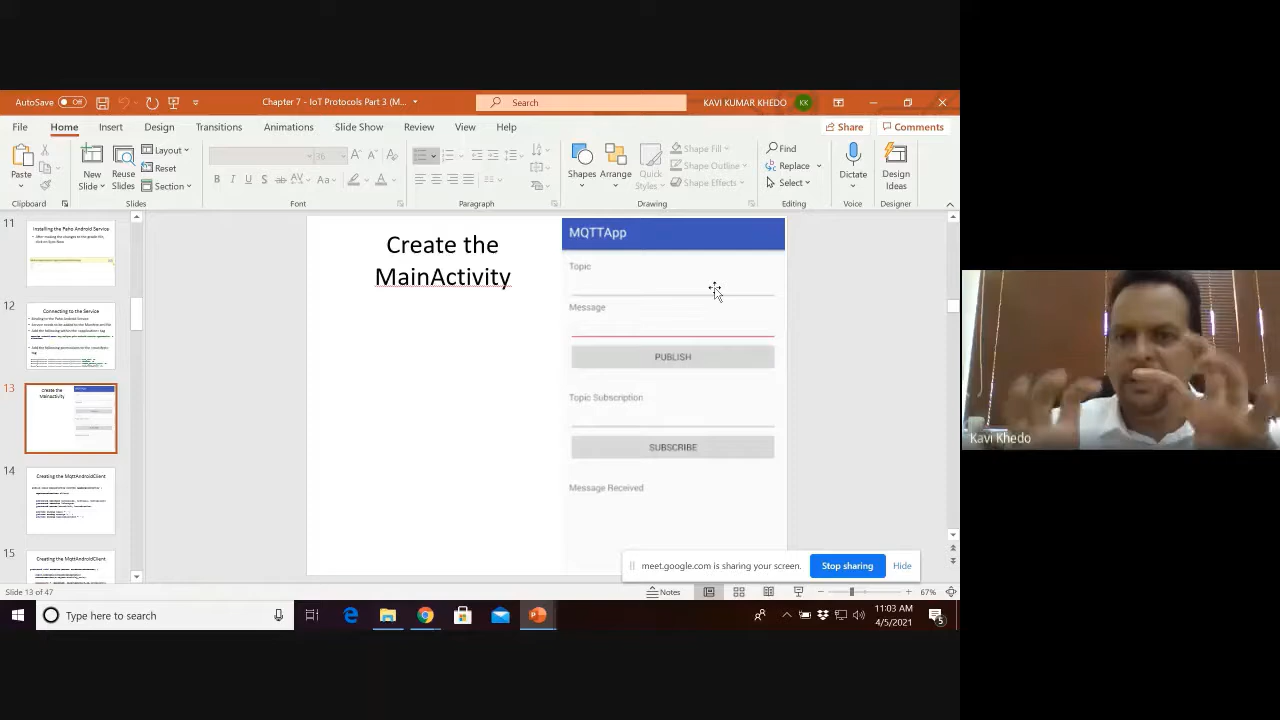 AutoSave Off
Chapter 7 - IoT Protocols Part 3 (M...
Search
KAVI KUMAR KHEDO
KK
File Home Insert Design Transitions Animations Slide Show Review View Help
Share
Comments
Paste
New Slide
Reuse Slides
Layout
Reset
Section
36
Shapes
Arrange
Quick Styles
Shape Fill
Shape Outline
Shape Effects
Find
Replace
Select
Dictate
Design Ideas
Clipboard
Slides
Font
Paragraph
Drawing
Editing
Voice
Designer
11
Installing the Paho Android Service
12
Connecting to the Service
13
Create the
MainActivity
14
Creating the MqttAndroidClient
15
Creating the MqttAndroidClient
Create the
MainActivity
MQTTApp
Topic
Message
PUBLISH
Topic Subscription
SUBSCRIBE
Message Received
Kavi Khedo
meet.google.com is sharing your screen.
Stop sharing
Hide
Slide 13 of 47
Notes
67%
Type here to search
11:03 AM
4/5/2021
5